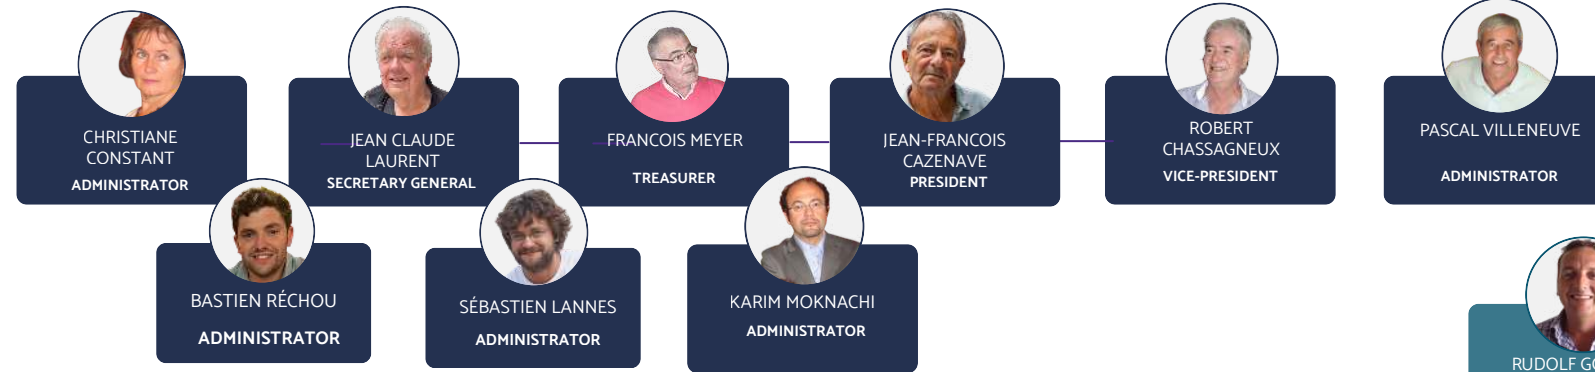 CHRISTIANE
CONSTANT
ADMINISTRATOR
JEAN CLAUDE
LAURENT
SECRETARY GENERAL
FRANCOIS MEYER
TREASURER
JEAN-FRANCOIS
CAZENAVE
PRESIDENT
ROBERT
CHASSAGNEUX
VICE-PRESIDENT
PASCAL VILLENEUVE
ADMINISTRATOR
BASTIEN RÉCHOU
ADMINISTRATOR
SÉBASTIEN LANNES
ADMINISTRATOR
KARIM MOKNACHI
ADMINISTRATOR
RUDOLF